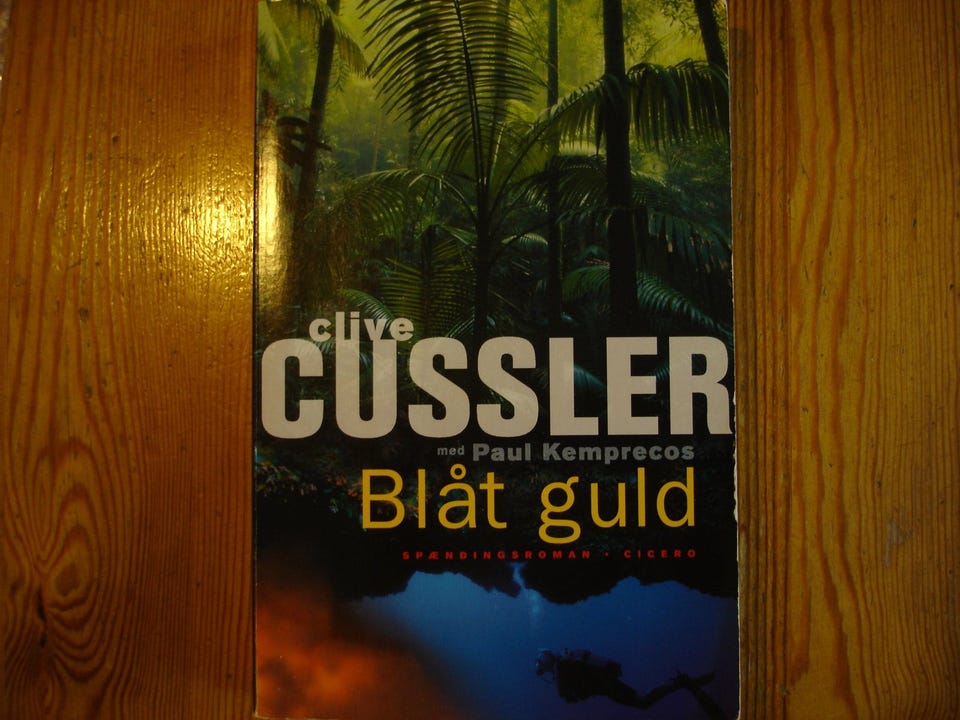 clive
CUSSLER
med Paul Kemprecos
Blåt guld
SPÆNDINGSROMAN · CICERO